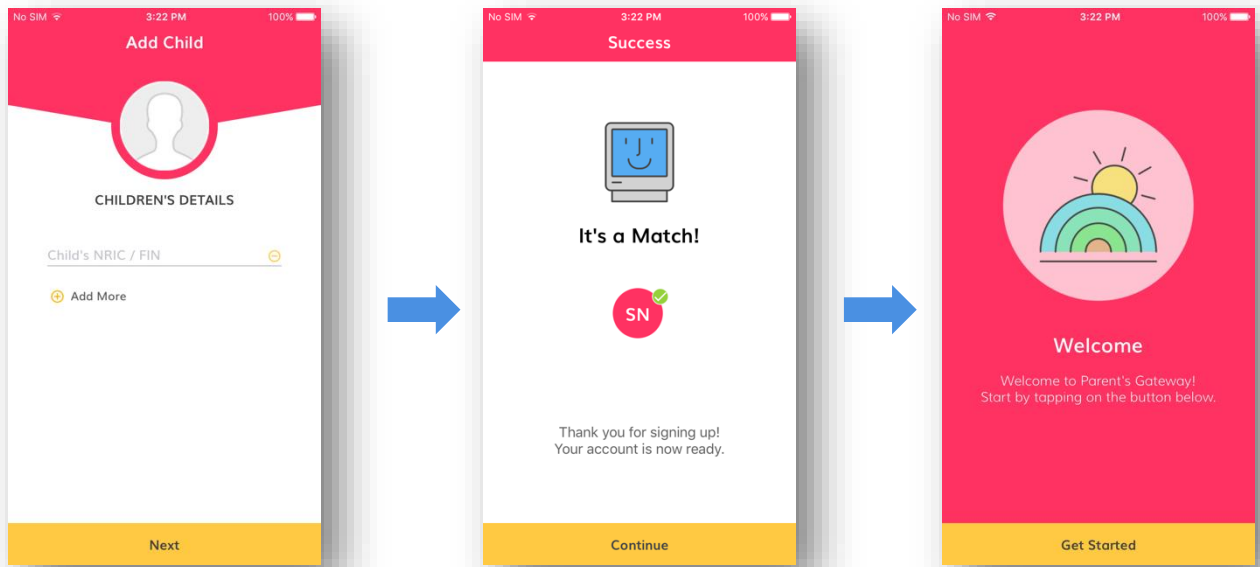 No SIM 3:22 PM 100%
Add Child
CHILDREN'S DETAILS
Child's NRIC / FIN
Add More
Next
No SIM 3:22 PM 100%
Success
It's a Match!
SN
Thank you for signing up!
Your account is now ready.
Continue
No SIM 3:22 PM 100%
Welcome
Welcome to Parent's Gateway!
Start by tapping on the button below.
Get Started